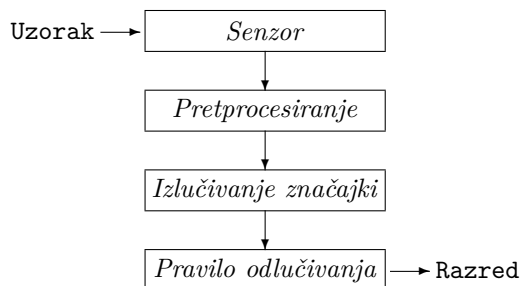 Uzorak Senzor
Pretprocesiranje
Izlučivanje značajki
Pravilo odlučivanja Razred